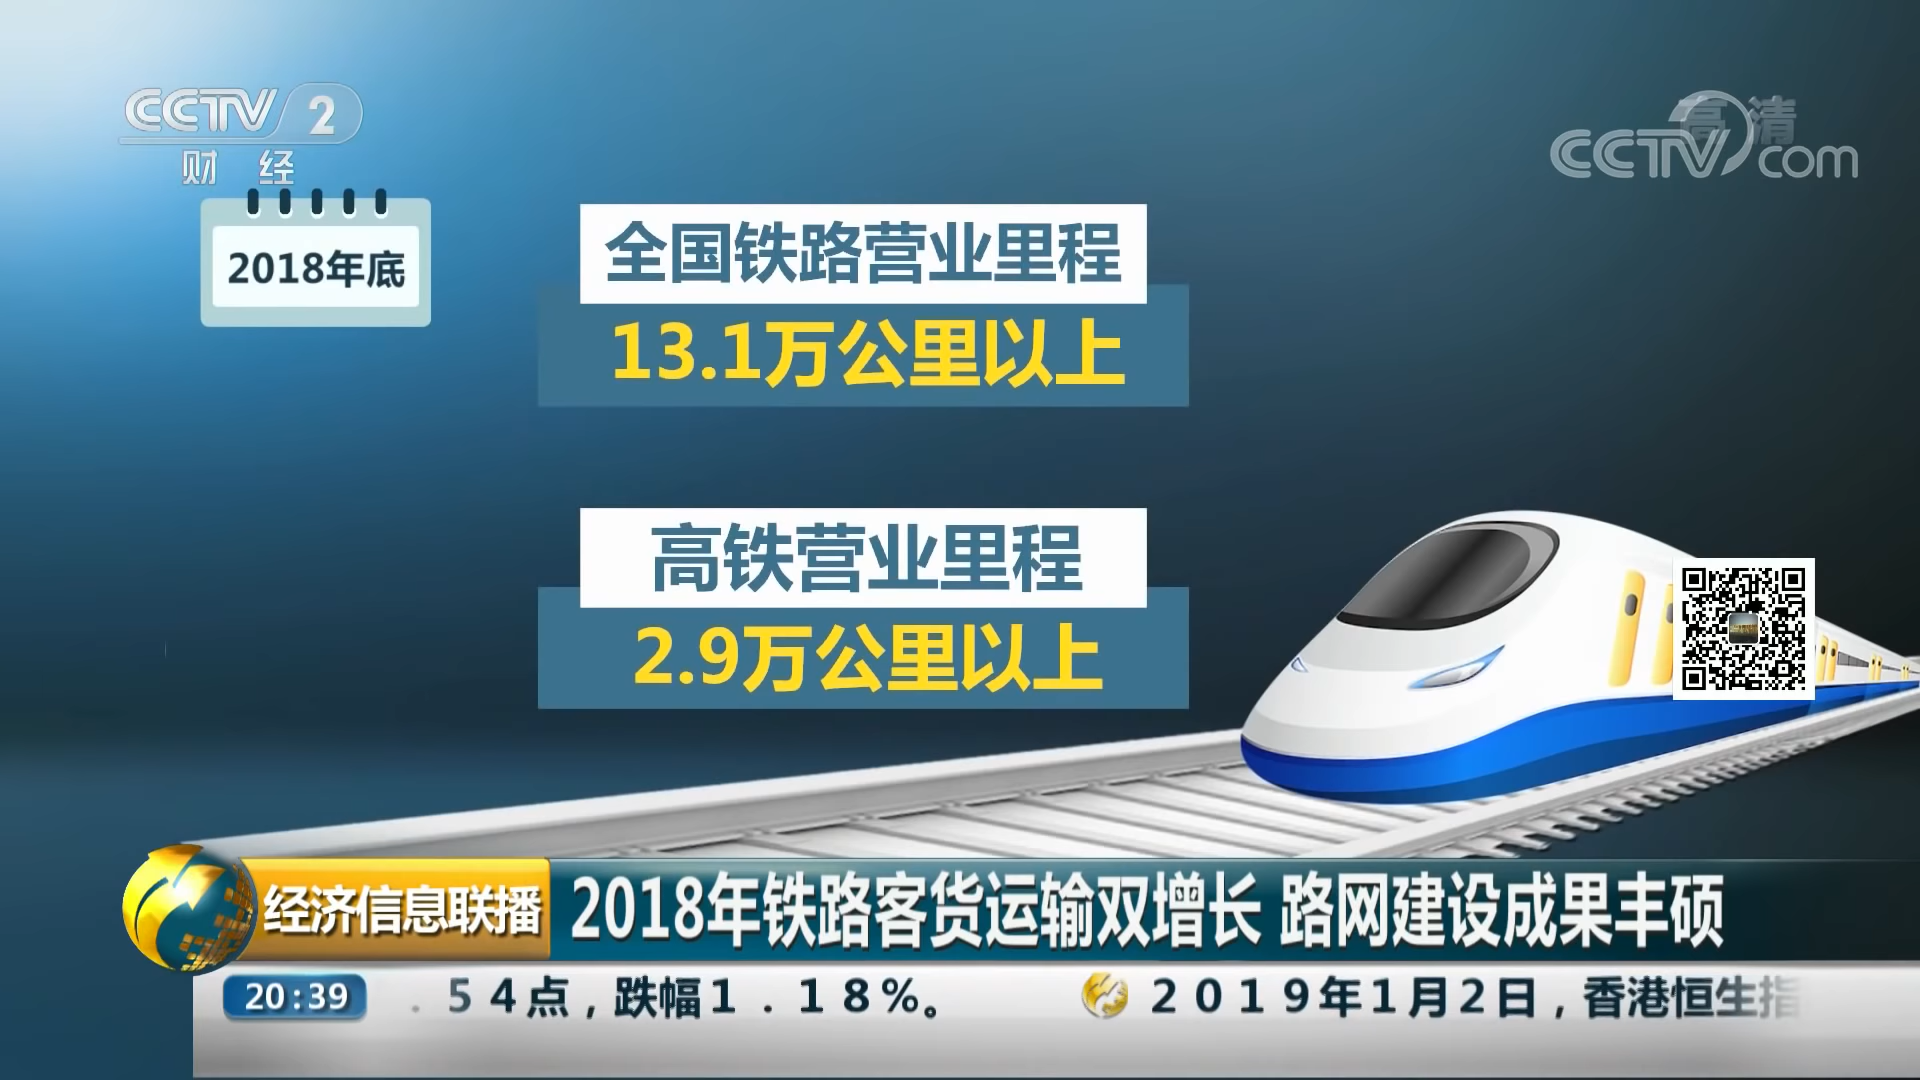 CCTV 2
财 经
高清
CCTV.com
2018年底
全国铁路营业里程
13.1万公里以上
高铁营业里程
2.9万公里以上
经济信息联播
2018年铁路客货运输双增长 路网建设成果丰硕
20:39
.54点，跌幅1.18%。 2019年1月2日，香港恒生指